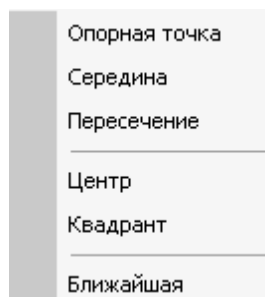 Опорная точка
Середина
Пересечение
Центр
Квадрант
Ближайшая